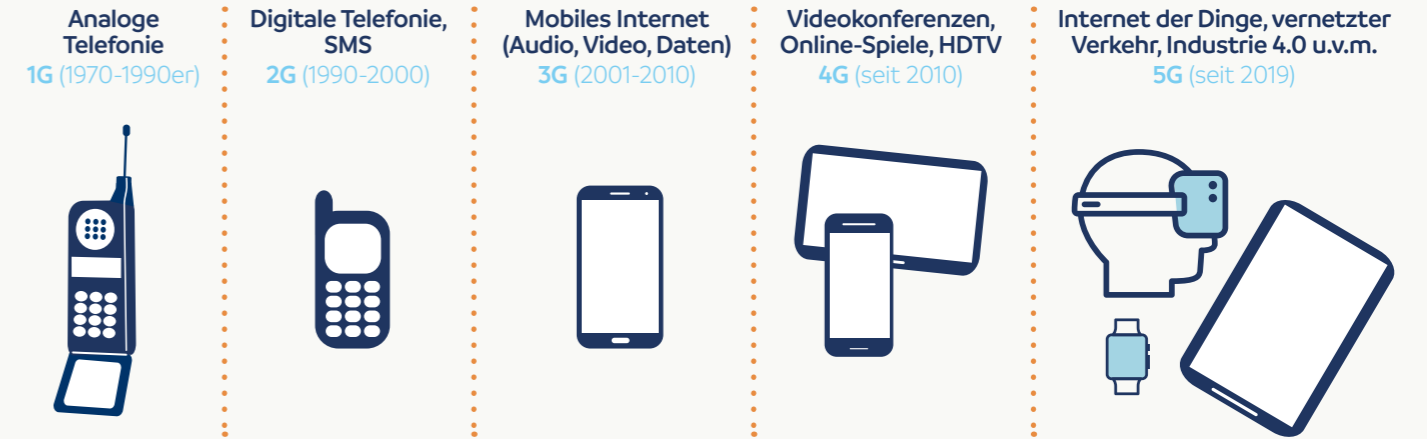 Analoge
Telefonie
1G (1970-1990er)
Digitale Telefonie,
SMS
2G (1990-2000)
Mobiles Internet
(Audio, Video, Daten)
3G (2001-2010)
Videokonferenzen,
Online-Spiele, HDTV
4G (seit 2010)
Internet der Dinge, vernetzter
Verkehr, Industrie 4.0 u.v.m.
5G (seit 2019)